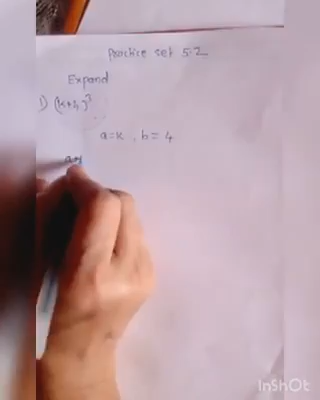 Practice set 5.2
Expand
1) (k+4)³
a=k , b= 4
a+
InShOt